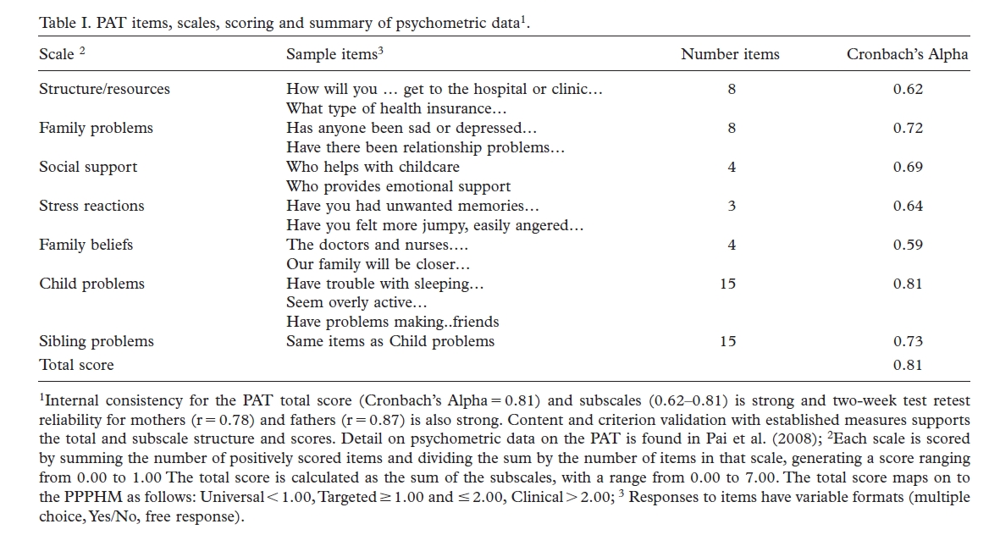 Table I. PAT items, scales, scoring and summary of psychometric data¹.
Scale ² Sample items³ Number items Cronbach's Alpha
Structure/resources How will you … get to the hospital or clinic… 8 0.62
What type of health insurance…
Family problems Has anyone been sad or depressed… 8 0.72
Have there been relationship problems…
Social support Who helps with childcare 4 0.69
Who provides emotional support
Stress reactions Have you had unwanted memories… 3 0.64
Have you felt more jumpy, easily angered…
Family beliefs The doctors and nurses…. 4 0.59
Our family will be closer…
Child problems Have trouble with sleeping… 15 0.81
Seem overly active…
Have problems making..friends
Sibling problems Same items as Child problems 15 0.73
Total score 0.81
¹Internal consistency for the PAT total score (Cronbach's Alpha = 0.81) and subscales (0.62–0.81) is strong and two-week test retest
reliability for mothers (r = 0.78) and fathers (r = 0.87) is also strong. Content and criterion validation with established measures supports
the total and subscale structure and scores. Detail on psychometric data on the PAT is found in Pai et al. (2008); ²Each scale is scored
by summing the number of positively scored items and dividing the sum by the number of items in that scale, generating a score ranging
from 0.00 to 1.00 The total score is calculated as the sum of the subscales, with a range from 0.00 to 7.00. The total score maps on to
the PPPHM as follows: Universal < 1.00, Targeted ≥ 1.00 and ≤ 2.00, Clinical > 2.00; ³ Responses to items have variable formats (multiple
choice, Yes/No, free response).